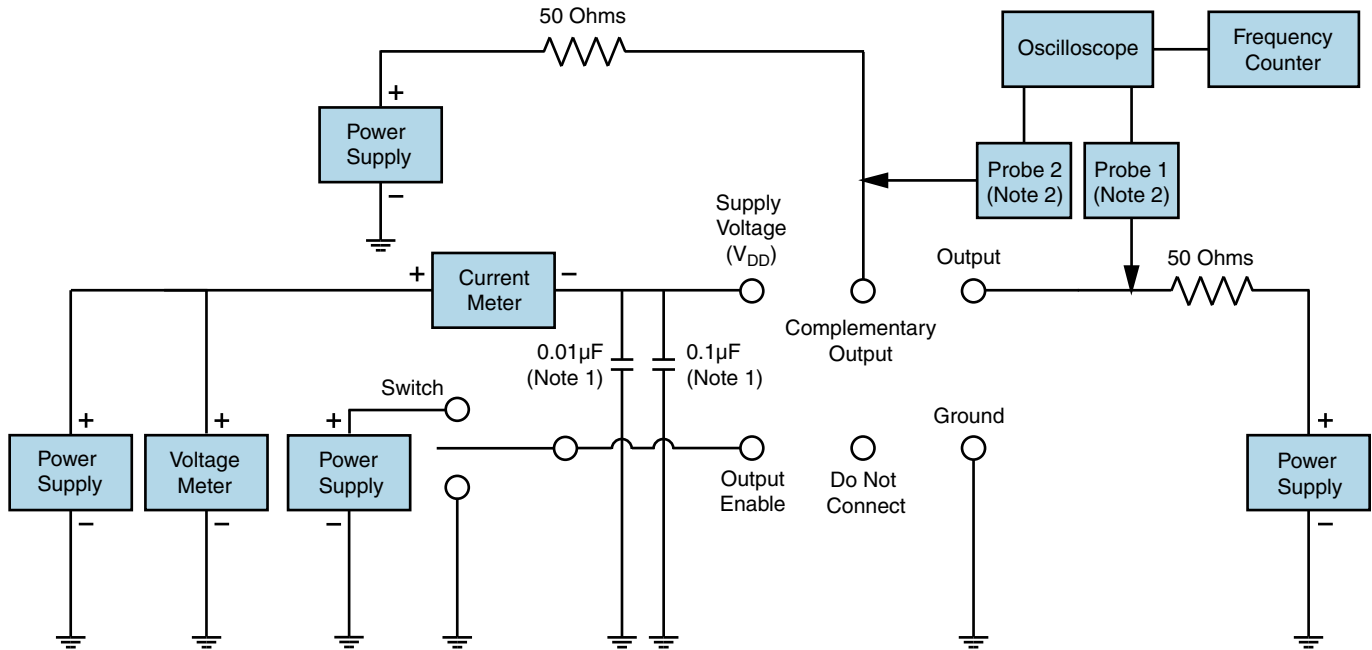 50 Ohms
Oscilloscope
Frequency
Counter
+
Power
Supply
−
Probe 2
(Note 2)
Probe 1
(Note 2)
Supply
Voltage
(VDD)
Output
50 Ohms
+
Current
Meter
−
Complementary
Output
0.01µF
(Note 1)
0.1µF
(Note 1)
Switch
Ground
+
Power
Supply
−
+
Voltage
Meter
−
+
Power
Supply
−
Output
Enable
Do Not
Connect
+
Power
Supply
−